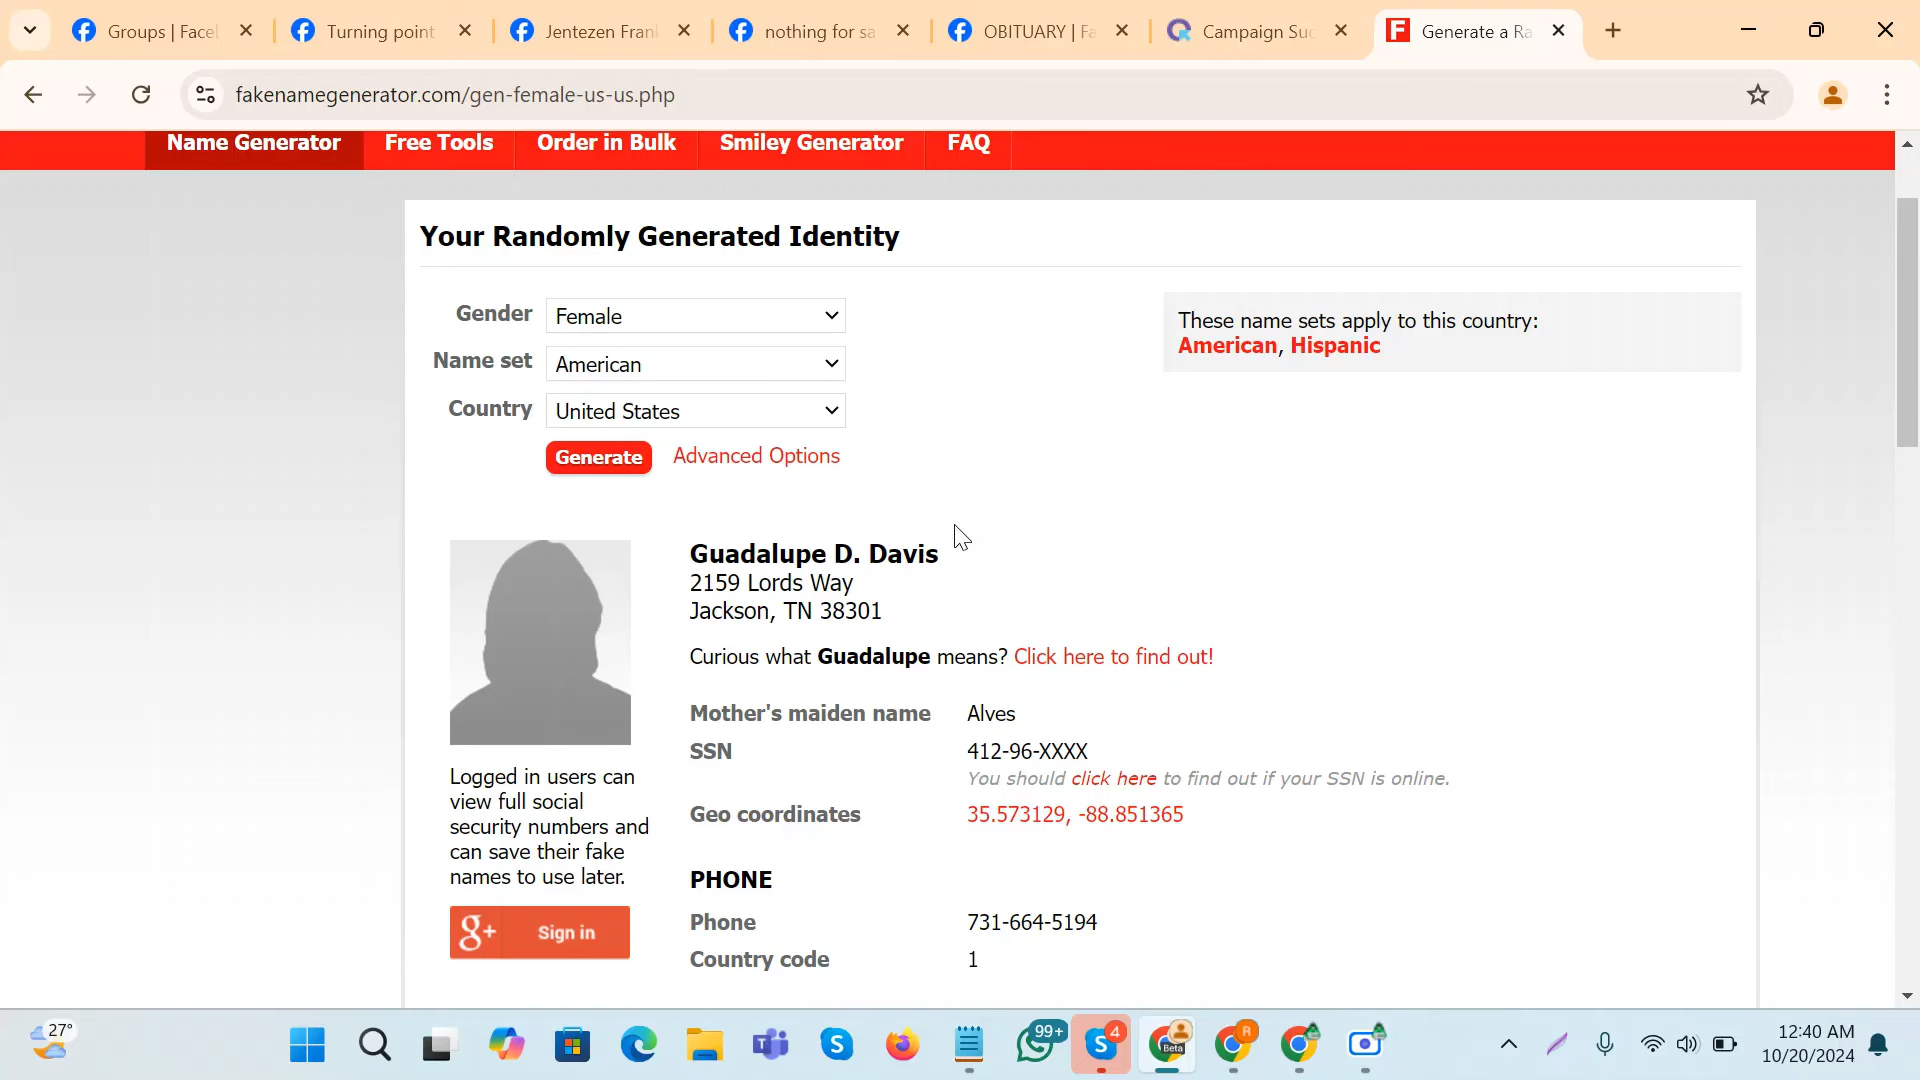 Groups | Facel
Turning point
Jentezen Fran
nothing for sa
OBITUARY | Fa
Campaign Suc
Generate a Ra
fakenamegenerator.com/gen-female-us-us.php
Name Generator
Free Tools
Order in Bulk
Smiley Generator
FAQ
Your Randomly Generated Identity
Gender Female
Name set American
Country United States
Generate Advanced Options
These name sets apply to this country:
American, Hispanic
Guadalupe D. Davis
2159 Lords Way
Jackson, TN 38301
Curious what Guadalupe means? Click here to find out!
Mother's maiden name Alves
SSN 412-96-XXXX
You should click here to find out if your SSN is online.
Geo coordinates 35.573129, -88.851365
PHONE
Phone 731-664-5194
Country code 1
Logged in users can
view full social
security numbers and
can save their fake
names to use later.
g+ Sign in
27°
99+
4
Beta
R
12:40 AM
10/20/2024